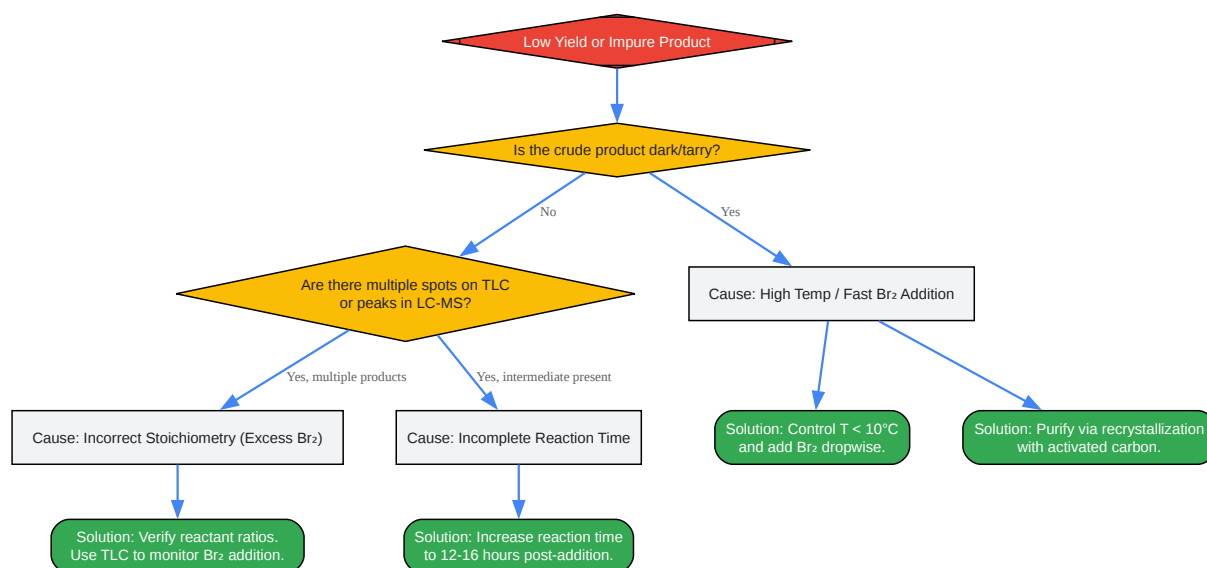 Low Yield or Impure Product
Is the crude product dark/tarry?
No
Yes
Are there multiple spots on TLC
or peaks in LC-MS?
Cause: High Temp / Fast Br₂ Addition
Yes, multiple products
Yes, intermediate present
Cause: Incorrect Stoichiometry (Excess Br₂)
Cause: Incomplete Reaction Time
Solution: Control T < 10°C
and add Br₂ dropwise.
Solution: Purify via recrystallization
with activated carbon.
Solution: Verify reactant ratios.
Use TLC to monitor Br₂ addition.
Solution: Increase reaction time
to 12-16 hours post-addition.